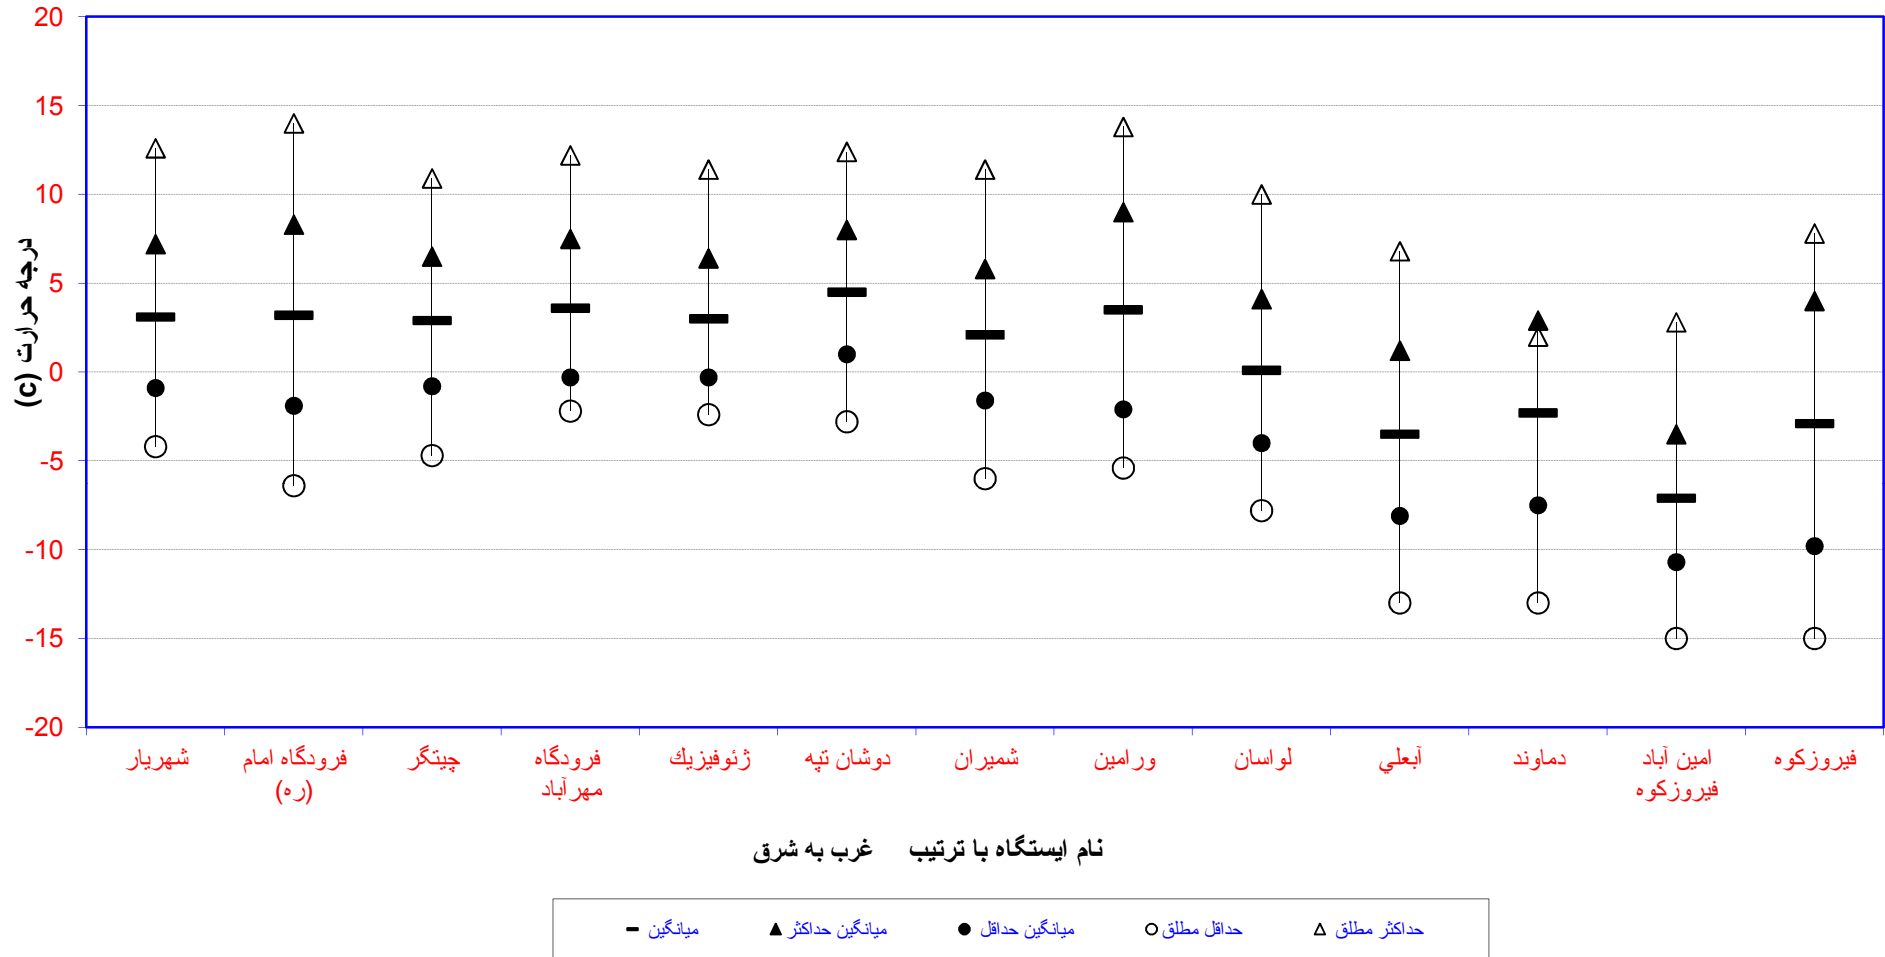 20
15
10
5
0
-5
-10
-15
-20
درجه حرارت (c)
شهريار
فرودگاه امام
(ره)
چيتگر
فرودگاه
مهرآباد
ژئوفيزيك
دوشان تپه
شميران
ورامين
لواسان
آبعلي
دماوند
امين آباد
فيروزكوه
فيروزكوه
نام ايستگاه با ترتيب غرب به شرق
ميانگين
ميانگين حداكثر
ميانگين حداقل
حداقل مطلق
حداكثر مطلق